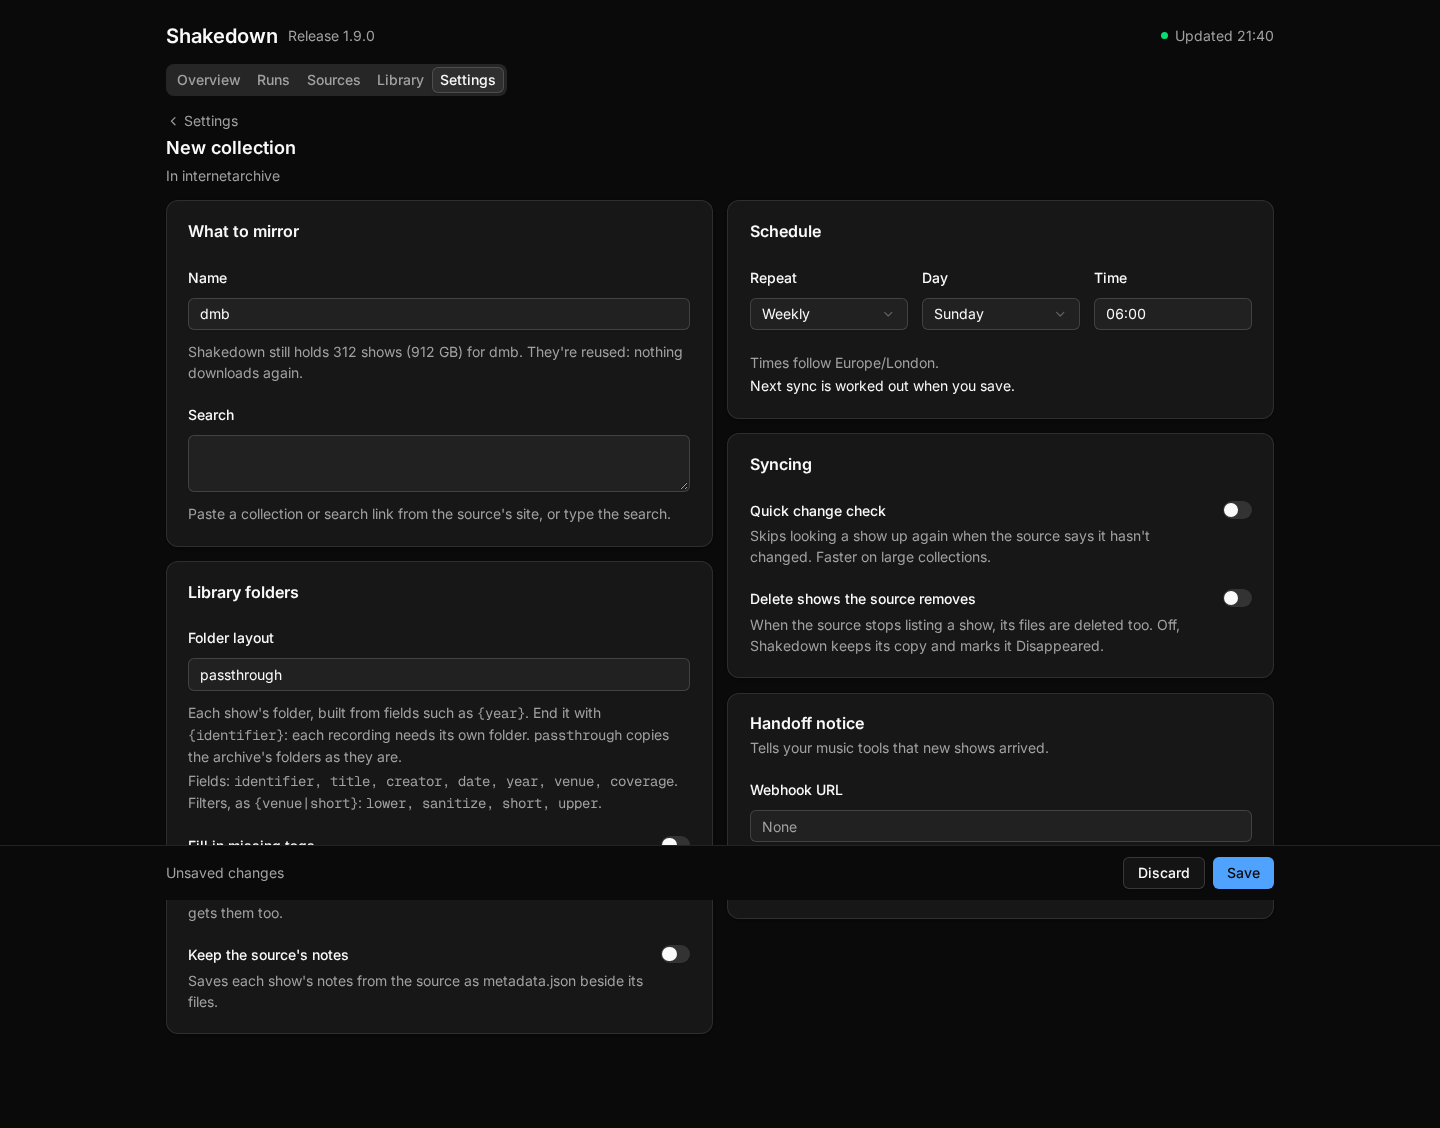 Shakedown Release 1.9.0
Updated 21:40
Overview Runs Sources Library Settings
Settings
New collection
In internetarchive
What to mirror
Name
dmb
Shakedown still holds 312 shows (912 GB) for dmb. They're reused: nothing
downloads again.
Search
Paste a collection or search link from the source's site, or type the search.
Library folders
Folder layout
passthrough
Each show's folder, built from fields such as {year}. End it with
{identifier}: each recording needs its own folder. passthrough copies
the archive's folders as they are.
Fields: identifier, title, creator, date, year, venue, coverage.
Filters, as {venue|short}: lower, sanitize, short, upper.
Fill in missing tags
gets them too.
Keep the source's notes
Saves each show's notes from the source as metadata.json beside its
files.
Schedule
Repeat Day Time
Weekly Sunday 06:00
Times follow Europe/London.
Next sync is worked out when you save.
Syncing
Quick change check
Skips looking a show up again when the source says it hasn't
changed. Faster on large collections.
Delete shows the source removes
When the source stops listing a show, its files are deleted too. Off,
Shakedown keeps its copy and marks it Disappeared.
Handoff notice
Tells your music tools that new shows arrived.
Webhook URL
None
Unsaved changes
Discard Save